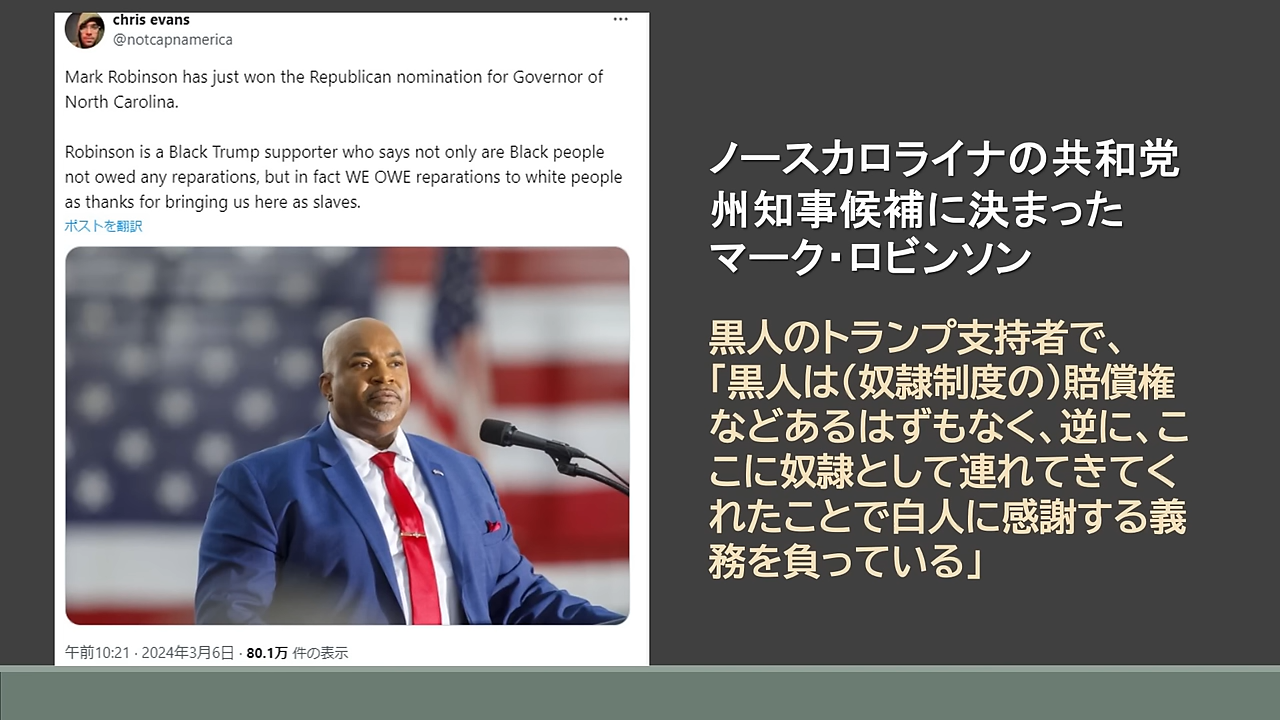 chris evans
@notcapnamerica
Mark Robinson has just won the Republican nomination for Governor of
North Carolina.
Robinson is a Black Trump supporter who says not only are Black people
not owed any reparations, but in fact WE OWE reparations to white people
as thanks for bringing us here as slaves.
ポストを翻訳
午前10:21 · 2024年3月6日 · 80.1万 件の表示
ノースカロライナの共和党
州知事候補に決まった
マーク・ロビンソン
黒人のトランプ支持者で、
「黒人は(奴隷制度の)賠償権
などあるはずもなく、逆に、こ
こに奴隷として連れてきてく
れたことで白人に感謝する義
務を負っている」